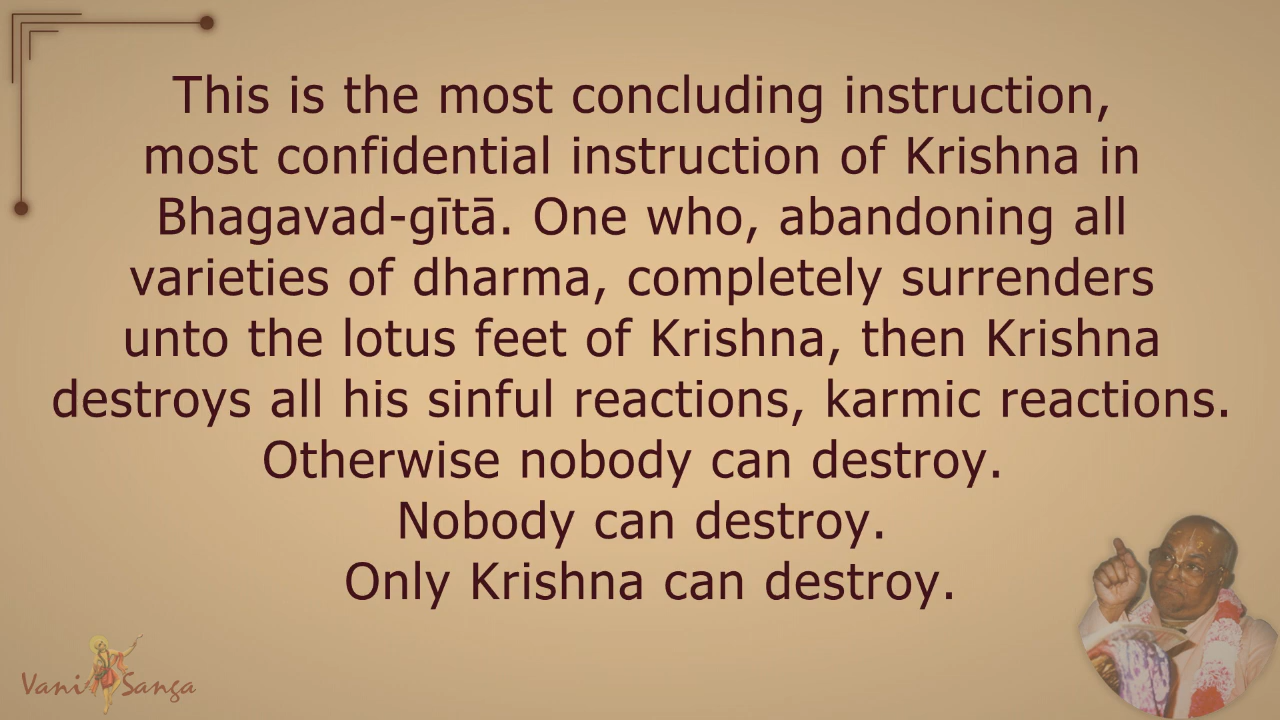 This is the most concluding instruction,
most confidential instruction of Krishna in
Bhagavad-gītā. One who, abandoning all
varieties of dharma, completely surrenders
unto the lotus feet of Krishna, then Krishna
destroys all his sinful reactions, karmic reactions.
Otherwise nobody can destroy.
Nobody can destroy.
Only Krishna can destroy.
Vani Sanga